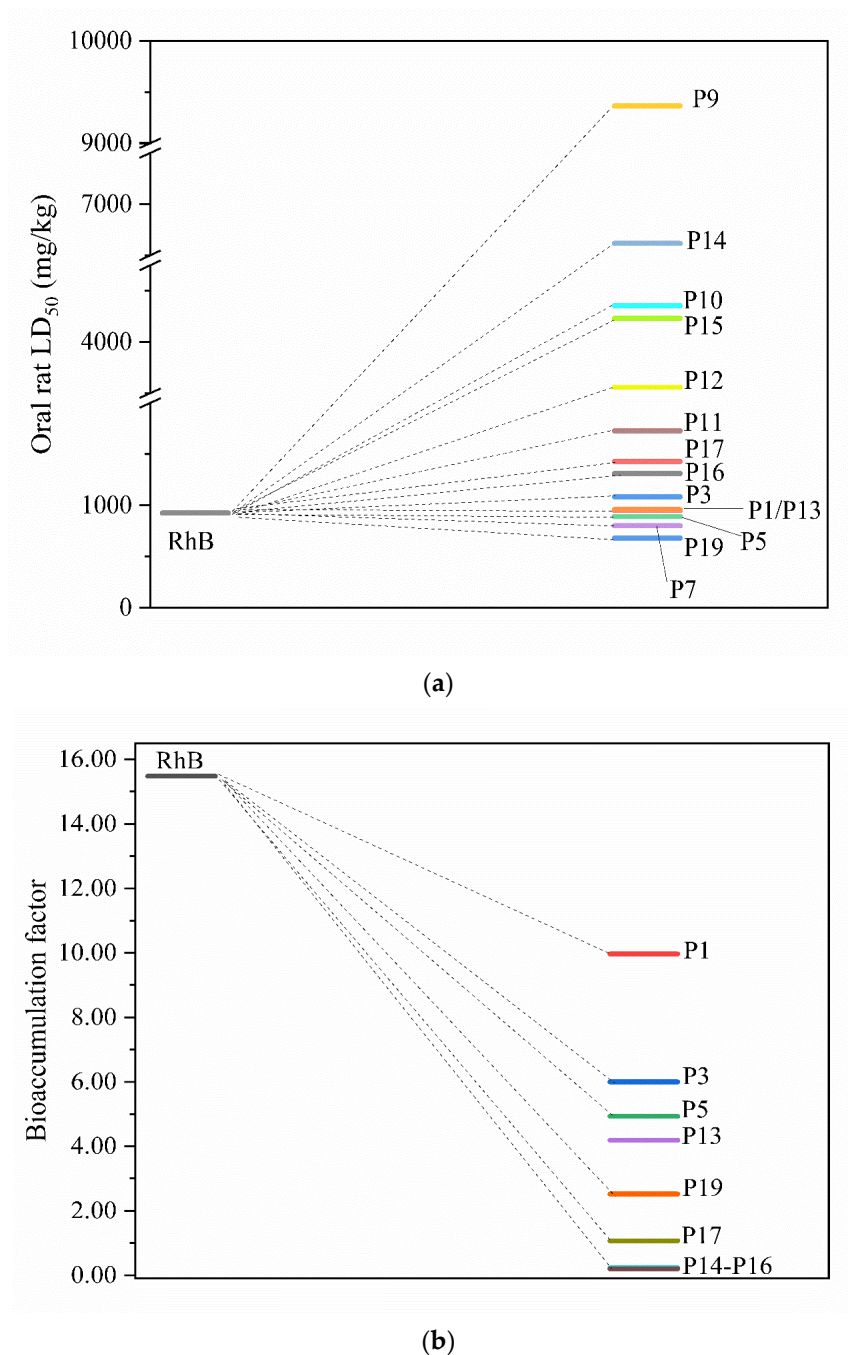 10000
9000
7000
4000
1000
0
Oral rat LD50 (mg/kg)
RhB
P9
P14
P10
P15
P12
P11
P17
P16
P3
P1/P13
P5
P19
P7
(a)
16.00
14.00
12.00
10.00
8.00
6.00
4.00
2.00
0.00
Bioaccumulation factor
RhB
P1
P3
P5
P13
P19
P17
P14-P16
(b)